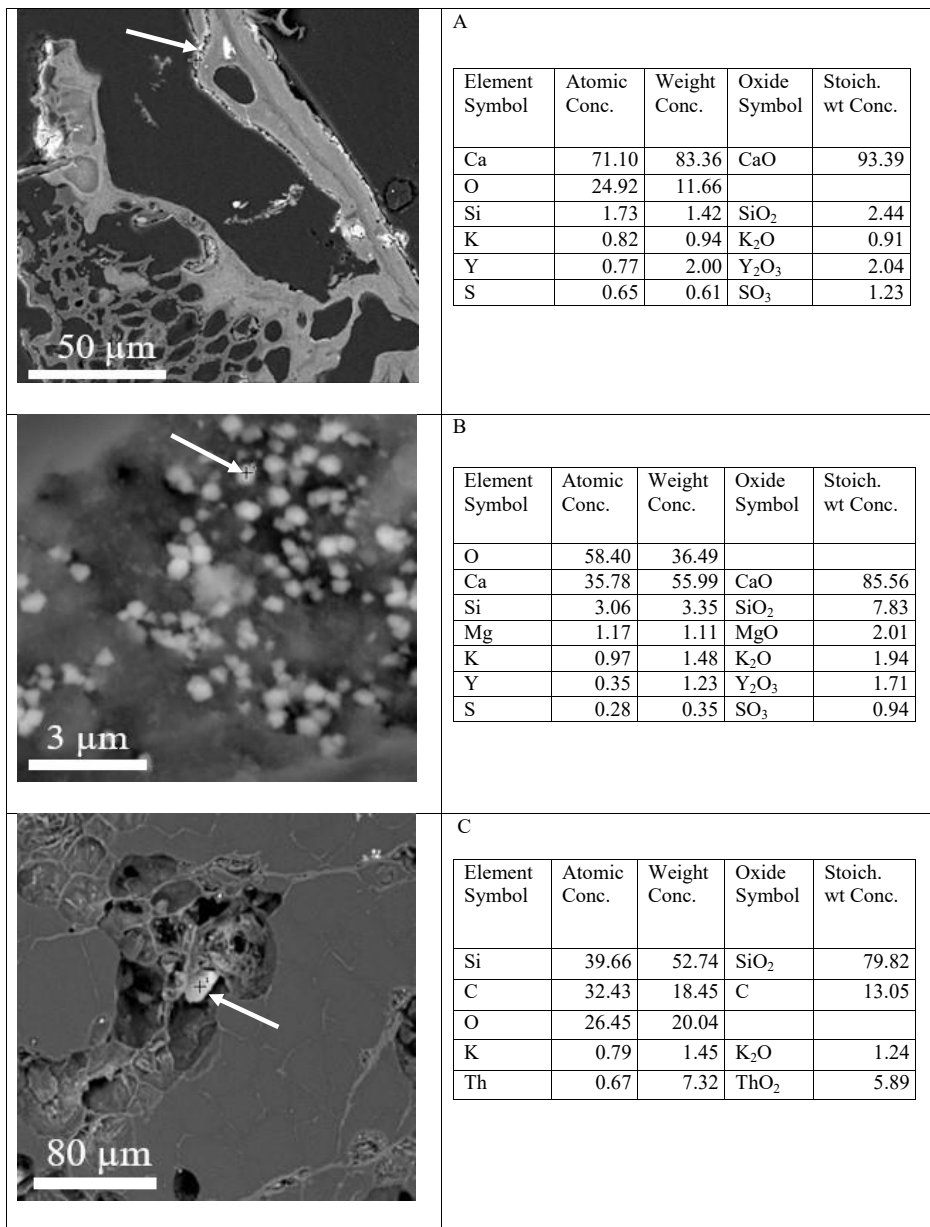 A
Element Symbol Atomic Conc. Weight Conc. Oxide Symbol Stoich. wt Conc.
Ca 71.10 83.36 CaO 93.39
O 24.92 11.66
Si 1.73 1.42 SiO₂ 2.44
K 0.82 0.94 K₂O 0.91
Y 0.77 2.00 Y₂O₃ 2.04
S 0.65 0.61 SO₃ 1.23
50 µm
B
Element Symbol Atomic Conc. Weight Conc. Oxide Symbol Stoich. wt Conc.
O 58.40 36.49
Ca 35.78 55.99 CaO 85.56
Si 3.06 3.35 SiO₂ 7.83
Mg 1.17 1.11 MgO 2.01
K 0.97 1.48 K₂O 1.94
Y 0.35 1.23 Y₂O₃ 1.71
S 0.28 0.35 SO₃ 0.94
3 µm
C
Element Symbol Atomic Conc. Weight Conc. Oxide Symbol Stoich. wt Conc.
Si 39.66 52.74 SiO₂ 79.82
C 32.43 18.45 C 13.05
O 26.45 20.04
K 0.79 1.45 K₂O 1.24
Th 0.67 7.32 ThO₂ 5.89
80 µm